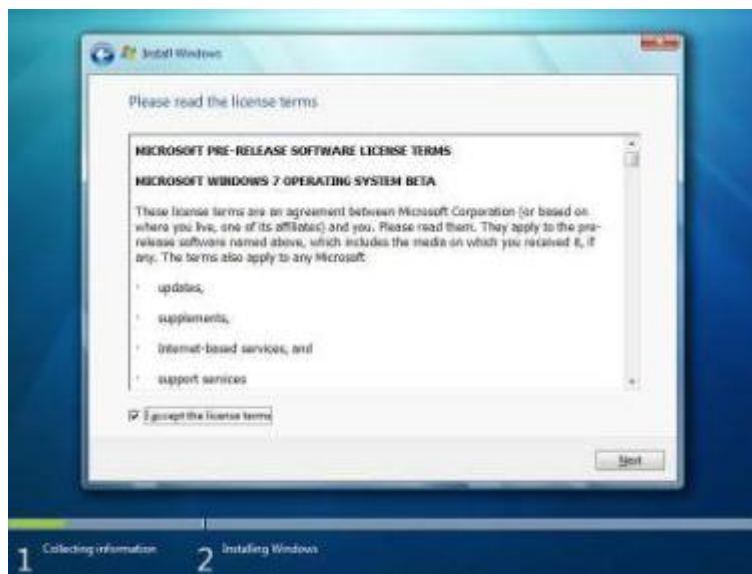 Install Windows
Please read the license terms
MICROSOFT PRE-RELEASE SOFTWARE LICENSE TERMS
MICROSOFT WINDOWS 7 OPERATING SYSTEM BETA
These license terms are an agreement between Microsoft Corporation (or based on
where you live, one of its affiliates) and you. Please read them. They apply to the pre-
release software named above, which includes the media on which you received it, if
any. The terms also apply to any Microsoft
· updates,
· supplements,
· Internet-based services, and
· support services
I accept the license terms
Next
1 Collecting information
2 Installing Windows